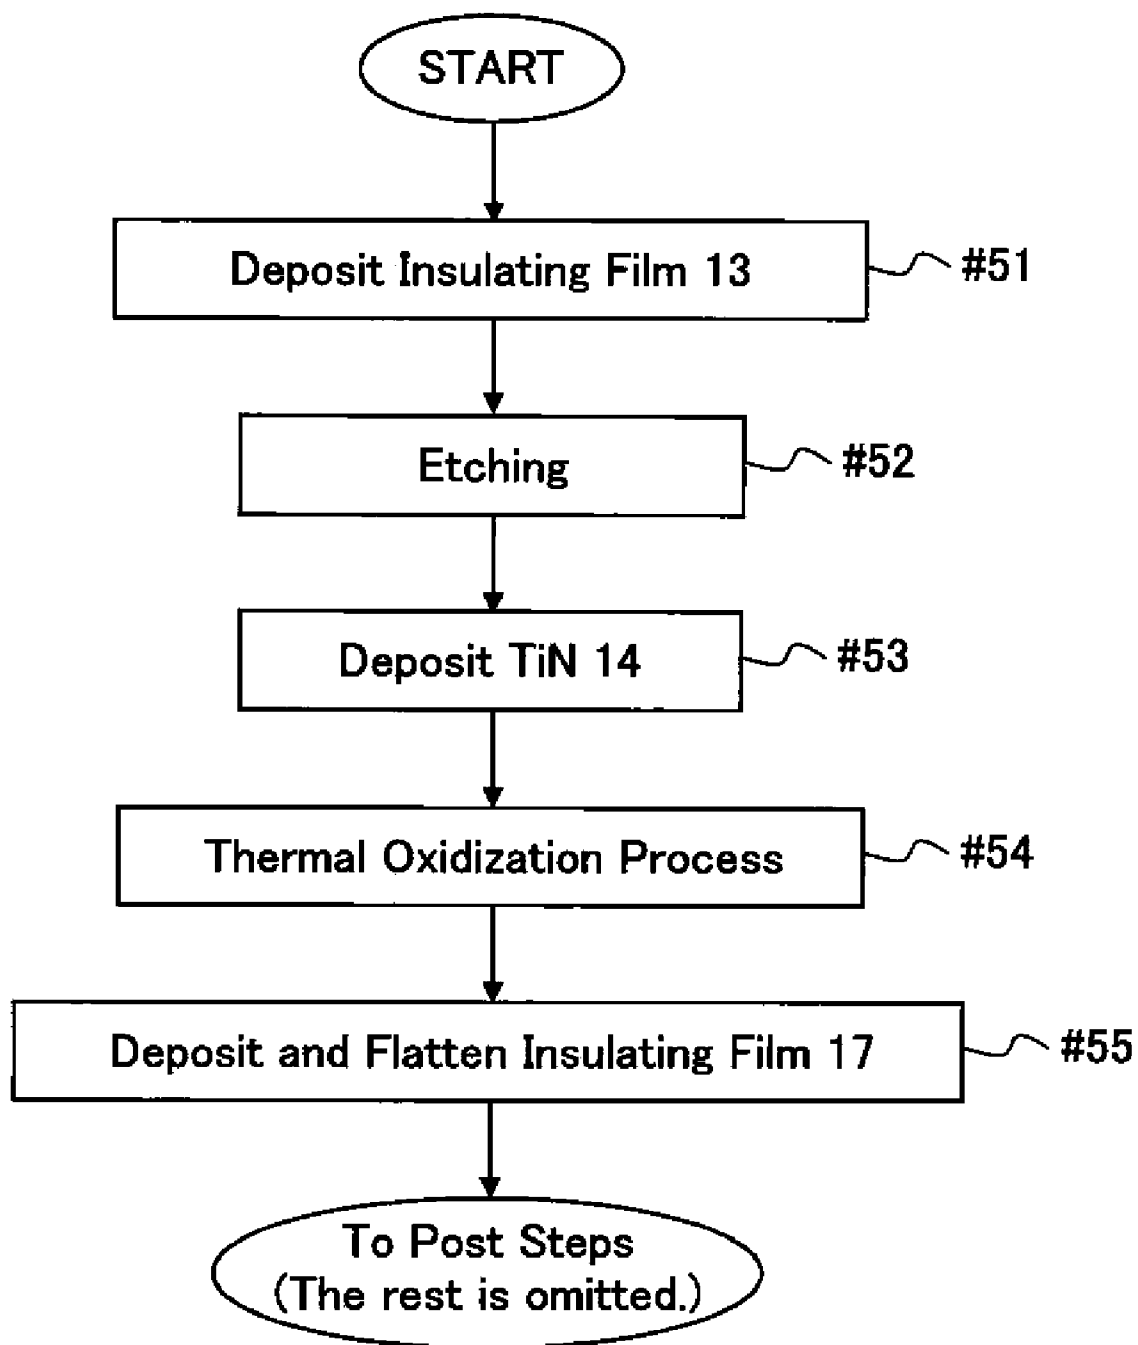 START
Deposit Insulating Film 13
#51
Etching
#52
Deposit TiN 14
#53
Thermal Oxidization Process
#54
Deposit and Flatten Insulating Film 17
#55
To Post Steps
(The rest is omitted.)